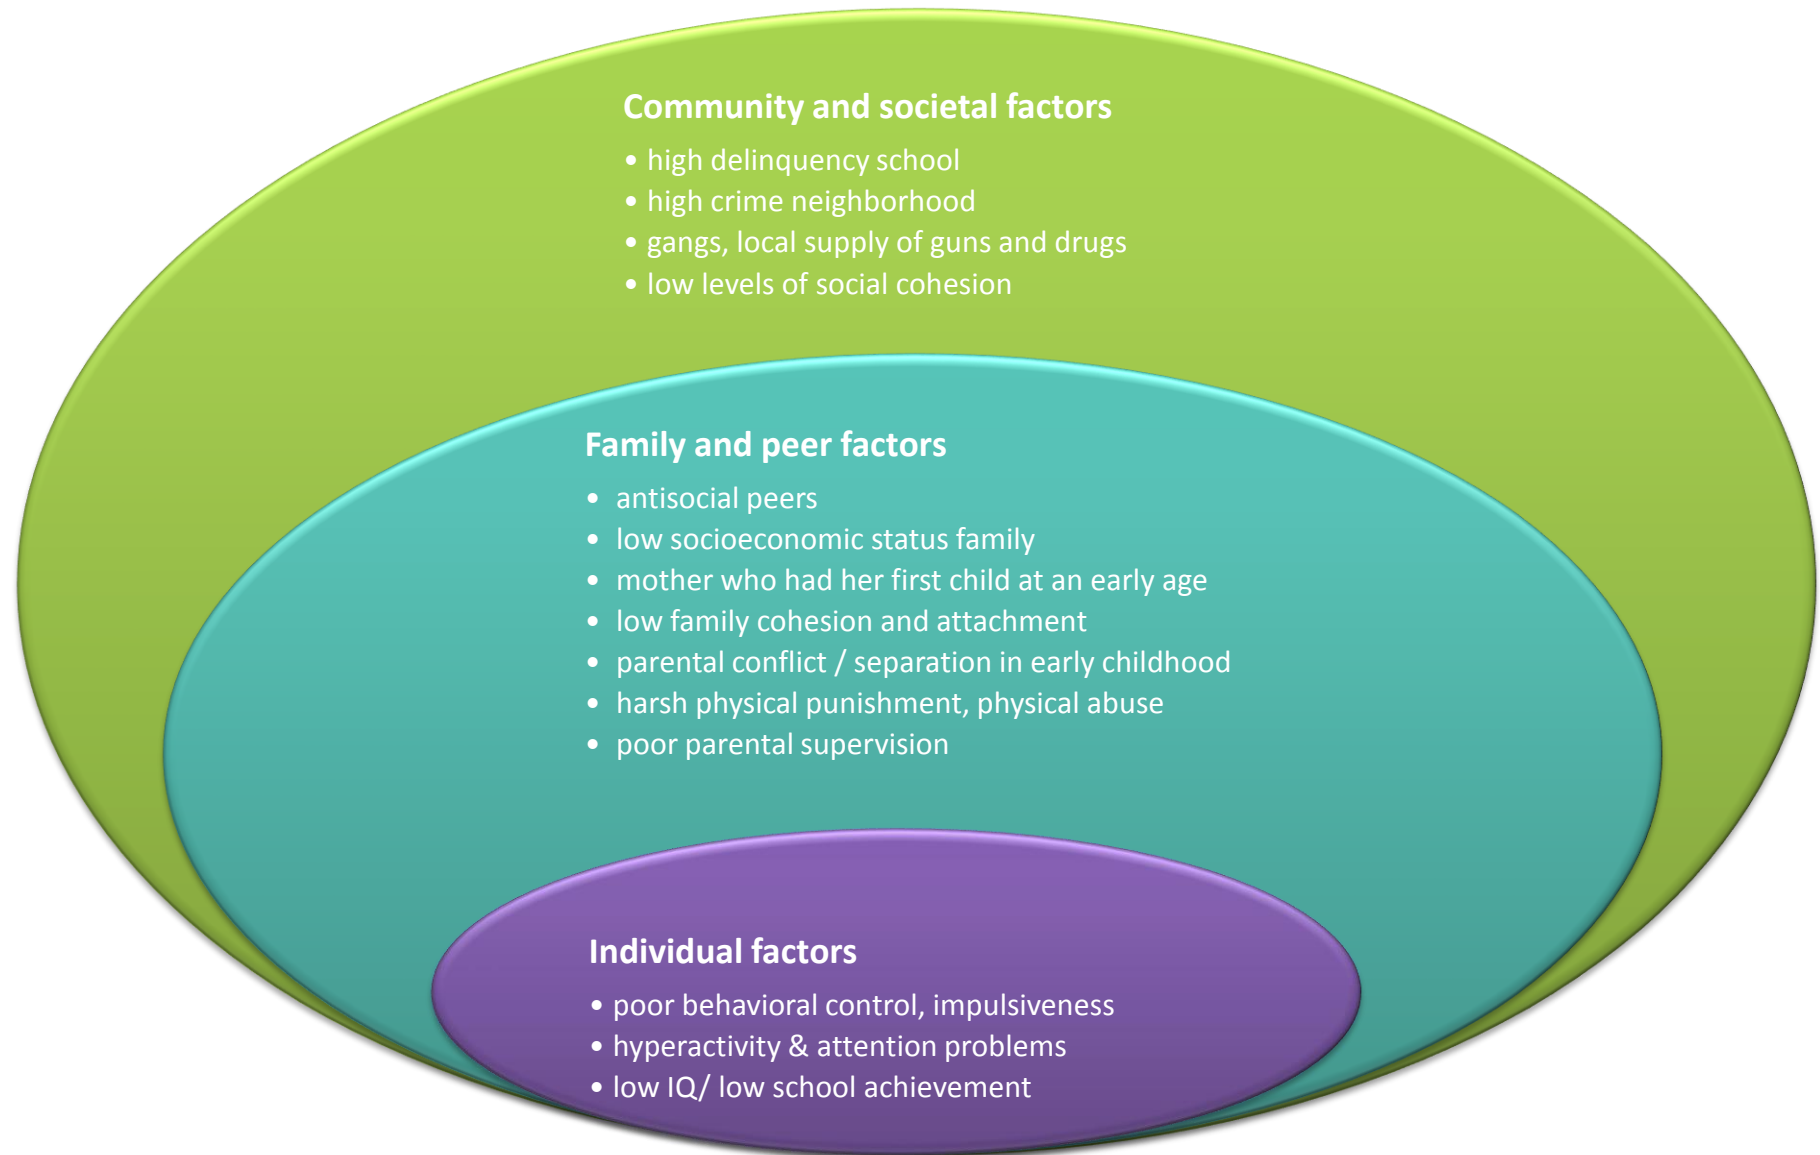 Community and societal factors
• high delinquency school
• high crime neighborhood
• gangs, local supply of guns and drugs
• low levels of social cohesion
Family and peer factors
• antisocial peers
• low socioeconomic status family
• mother who had her first child at an early age
• low family cohesion and attachment
• parental conflict / separation in early childhood
• harsh physical punishment, physical abuse
• poor parental supervision
Individual factors
• poor behavioral control, impulsiveness
• hyperactivity & attention problems
• low IQ/ low school achievement